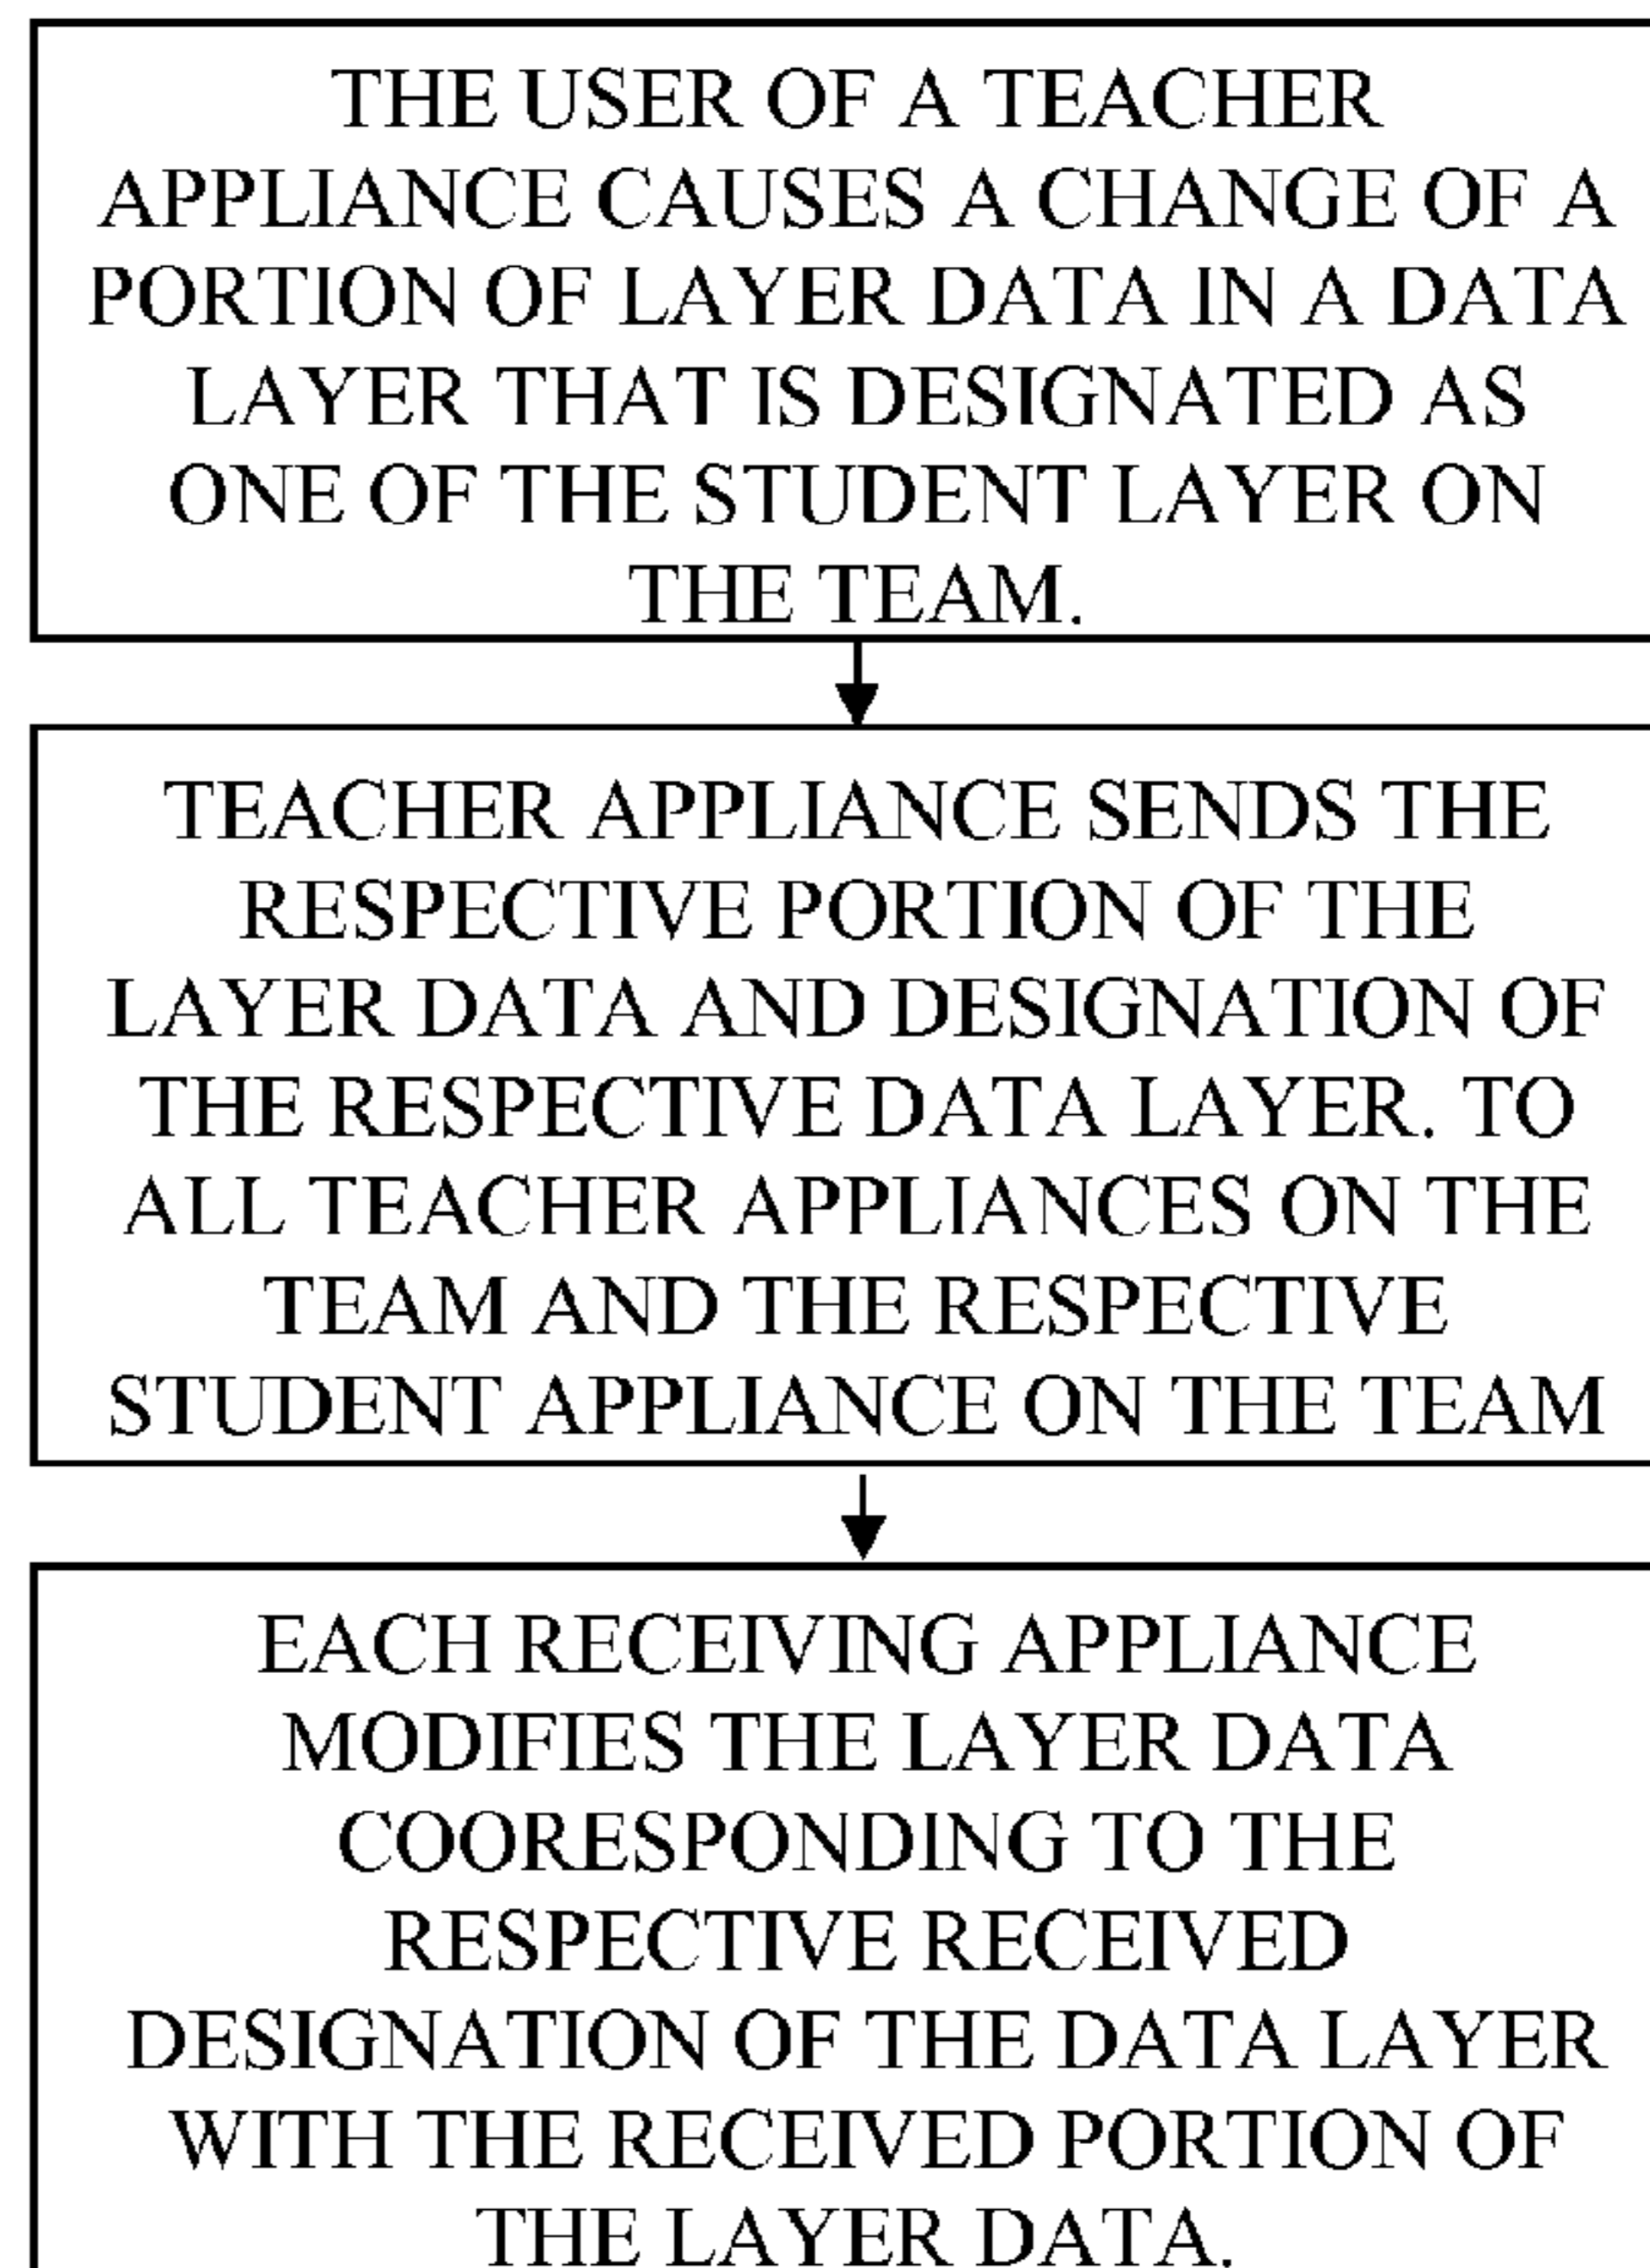 THE USER OF A TEACHER
APPLIANCE CAUSES A CHANGE OF A
PORTION OF LAYER DATA IN A DATA
LAYER THAT IS DESIGNATED AS
ONE OF THE STUDENT LAYER ON
THE TEAM.
TEACHER APPLIANCE SENDS THE
RESPECTIVE PORTION OF THE
LAYER DATA AND DESIGNATION OF
THE RESPECTIVE DATA LAYER. TO
ALL TEACHER APPLIANCES ON THE
TEAM AND THE RESPECTIVE
STUDENT APPLIANCE ON THE TEAM
EACH RECEIVING APPLIANCE
MODIFIES THE LAYER DATA
COORESPONDING TO THE
RESPECTIVE RECEIVED
DESIGNATION OF THE DATA LAYER
WITH THE RECEIVED PORTION OF
THE LAYER DATA.